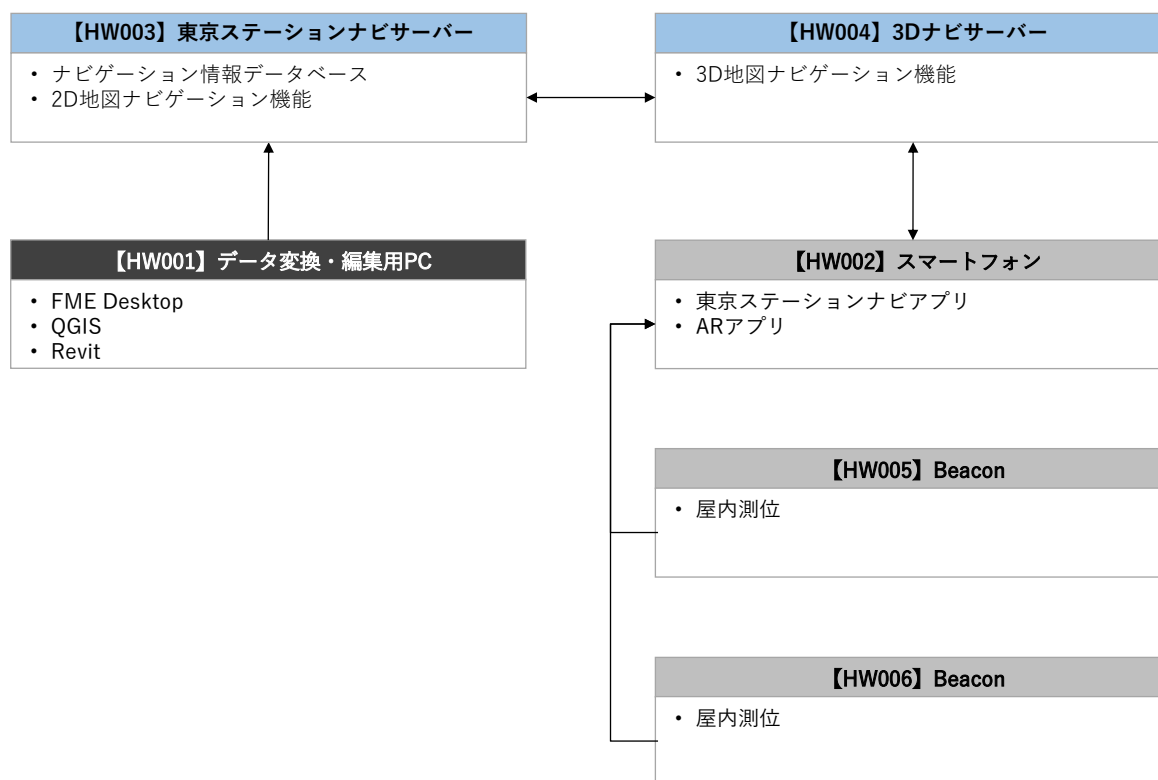 【HW003】東京ステーションナビサーバー
• ナビゲーション情報データベース
• 2D地図ナビゲーション機能
【HW004】3Dナビサーバー
• 3D地図ナビゲーション機能
【HW001】データ変換・編集用PC
• FME Desktop
• QGIS
• Revit
【HW002】スマートフォン
• 東京ステーションナビアプリ
• ARアプリ
【HW005】Beacon
• 屋内測位
【HW006】Beacon
• 屋内測位